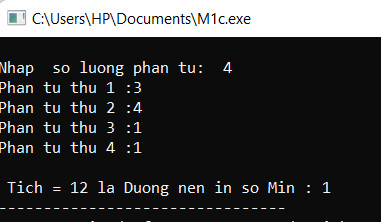 C:\Users\HP\Documents\M1c.exe
Nhap  so luong phan tu:  4
Phan tu thu 1 :3
Phan tu thu 2 :4
Phan tu thu 3 :1
Phan tu thu 4 :1
Tich = 12 la Duong nen in so Min : 1
--------------------------------